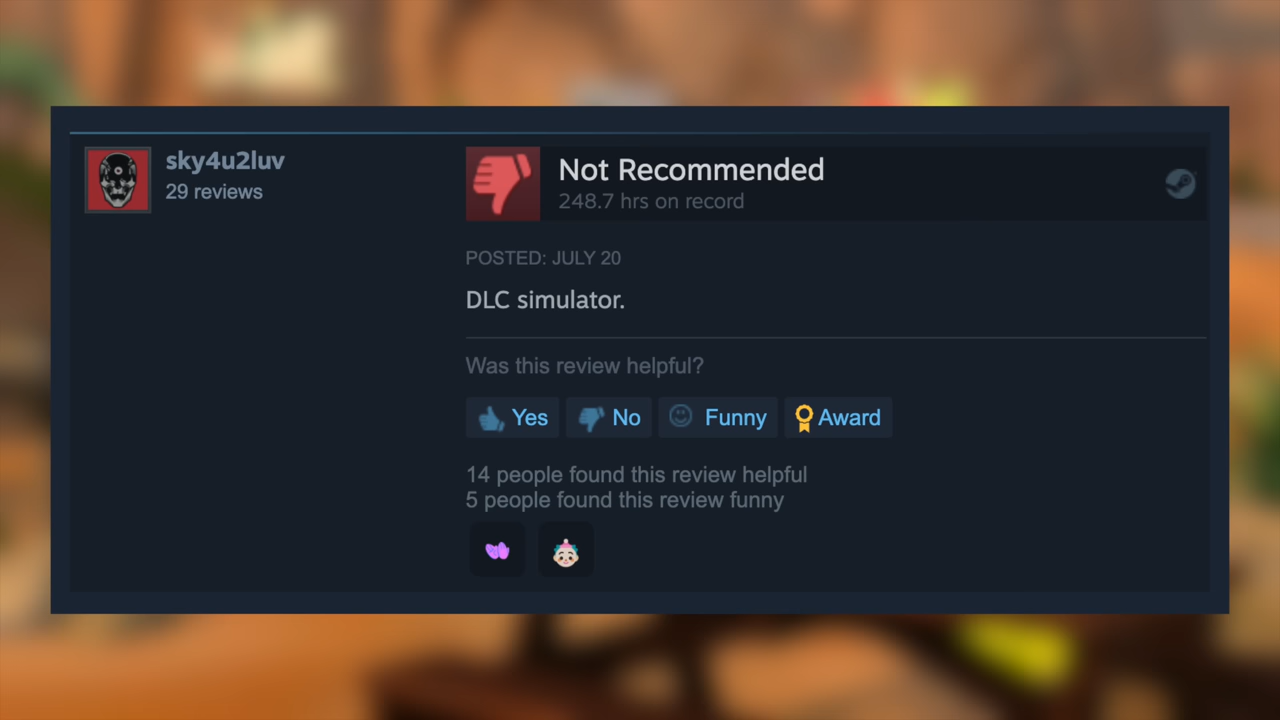 sky4u2luv
29 reviews
Not Recommended
248.7 hrs on record
POSTED: JULY 20
DLC simulator.
Was this review helpful?
Yes
No
Funny
Award
14 people found this review helpful
5 people found this review funny